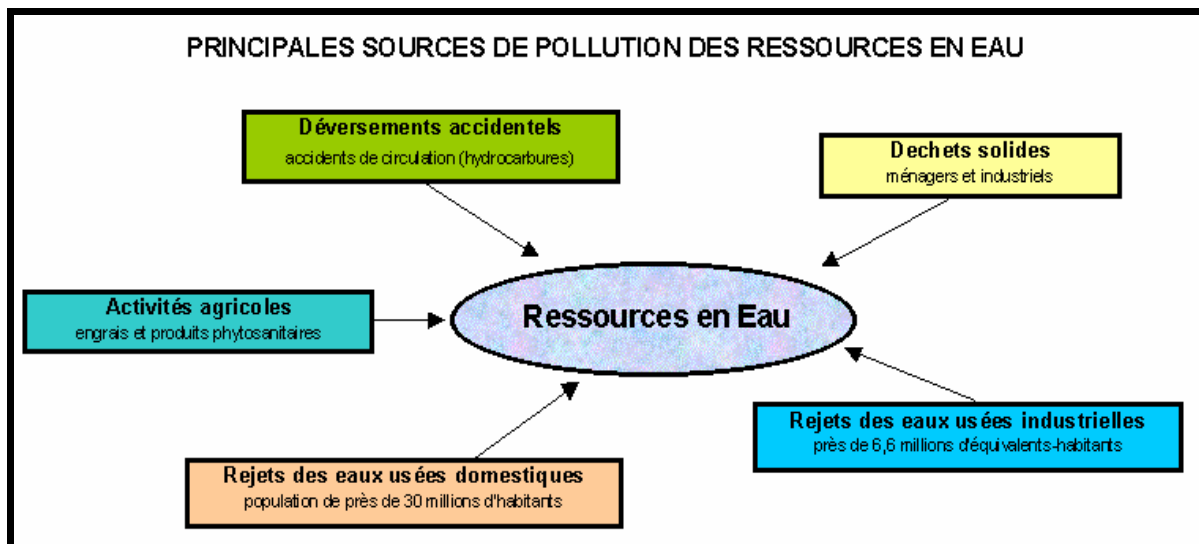 PRINCIPALES SOURCES DE POLLUTION DES RESSOURCES EN EAU
Déversements accidentels
accidents de circulation (hydrocarbures)
Dechets solides
ménagers et industriels
Activités agricoles
engrais et produits phytosanitaires
Ressources en Eau
Rejets des eaux usées industrielles
près de 6,6 millions d'équivalents-habitants
Rejets des eaux usées domestiques
population de près de 30 millions d'habitants